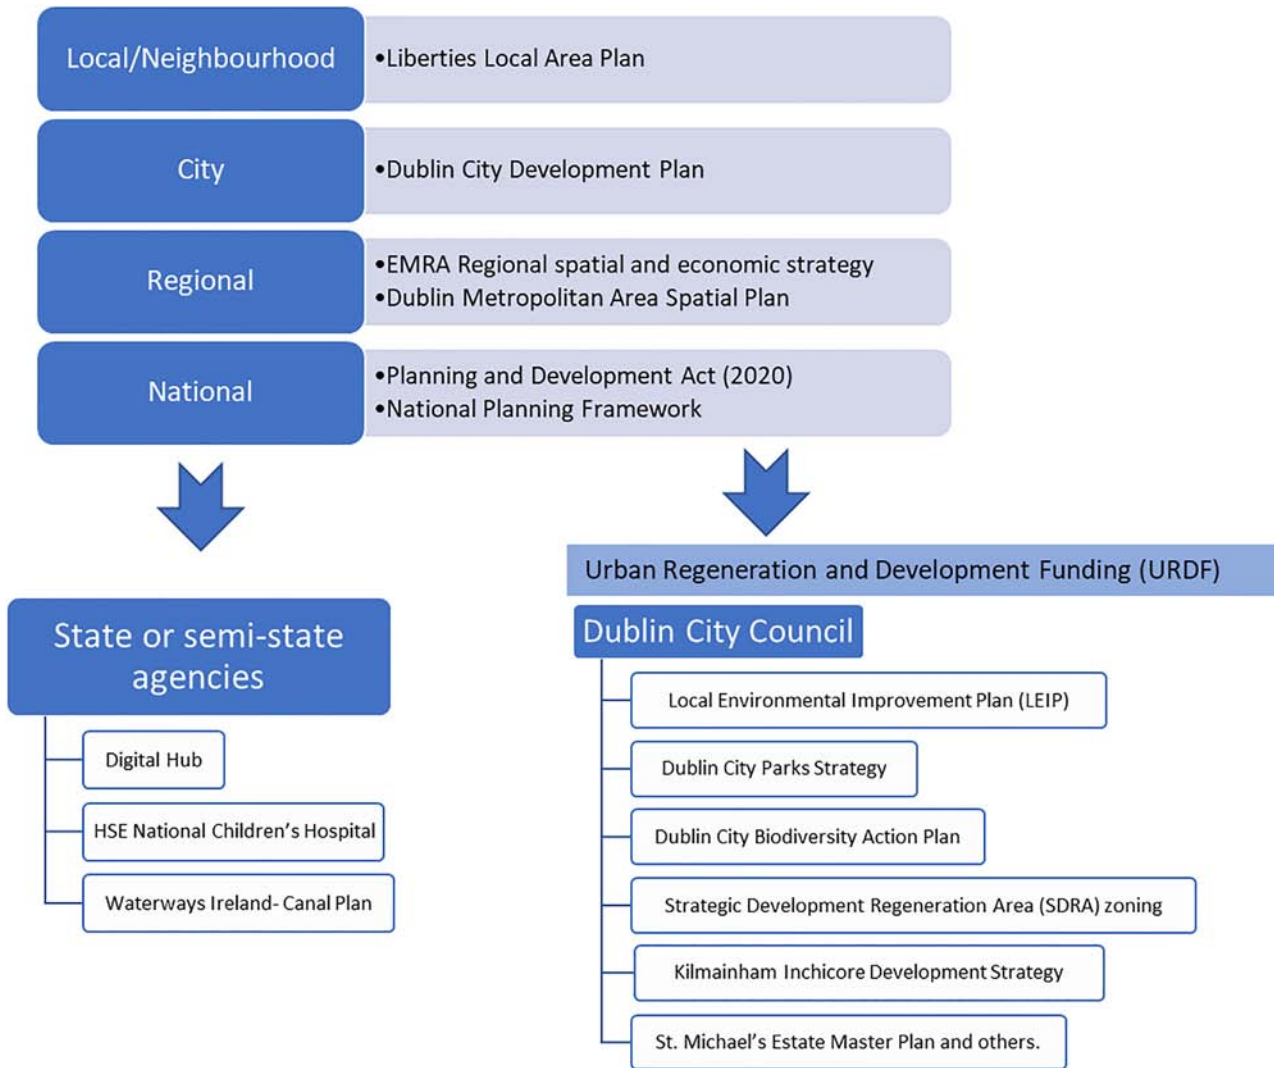 Local/Neighbourhood
•Liberties Local Area Plan
City
•Dublin City Development Plan
Regional
•EMRA Regional spatial and economic strategy
•Dublin Metropolitan Area Spatial Plan
National
•Planning and Development Act (2020)
•National Planning Framework
State or semi-state
agencies
Digital Hub
HSE National Children's Hospital
Waterways Ireland- Canal Plan
Urban Regeneration and Development Funding (URDF)
Dublin City Council
Local Environmental Improvement Plan (LEIP)
Dublin City Parks Strategy
Dublin City Biodiversity Action Plan
Strategic Development Regeneration Area (SDRA) zoning
Kilmainham Inchicore Development Strategy
St. Michael's Estate Master Plan and others.